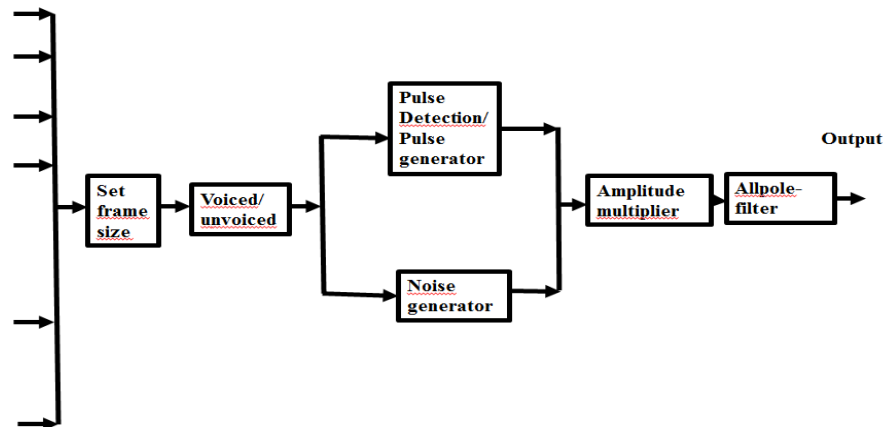 Set
frame
size
Voiced/
unvoiced
Pulse
Detection/
Pulse
generator
Noise
generator
Amplitude
multiplier
Allpole-
filter
Output